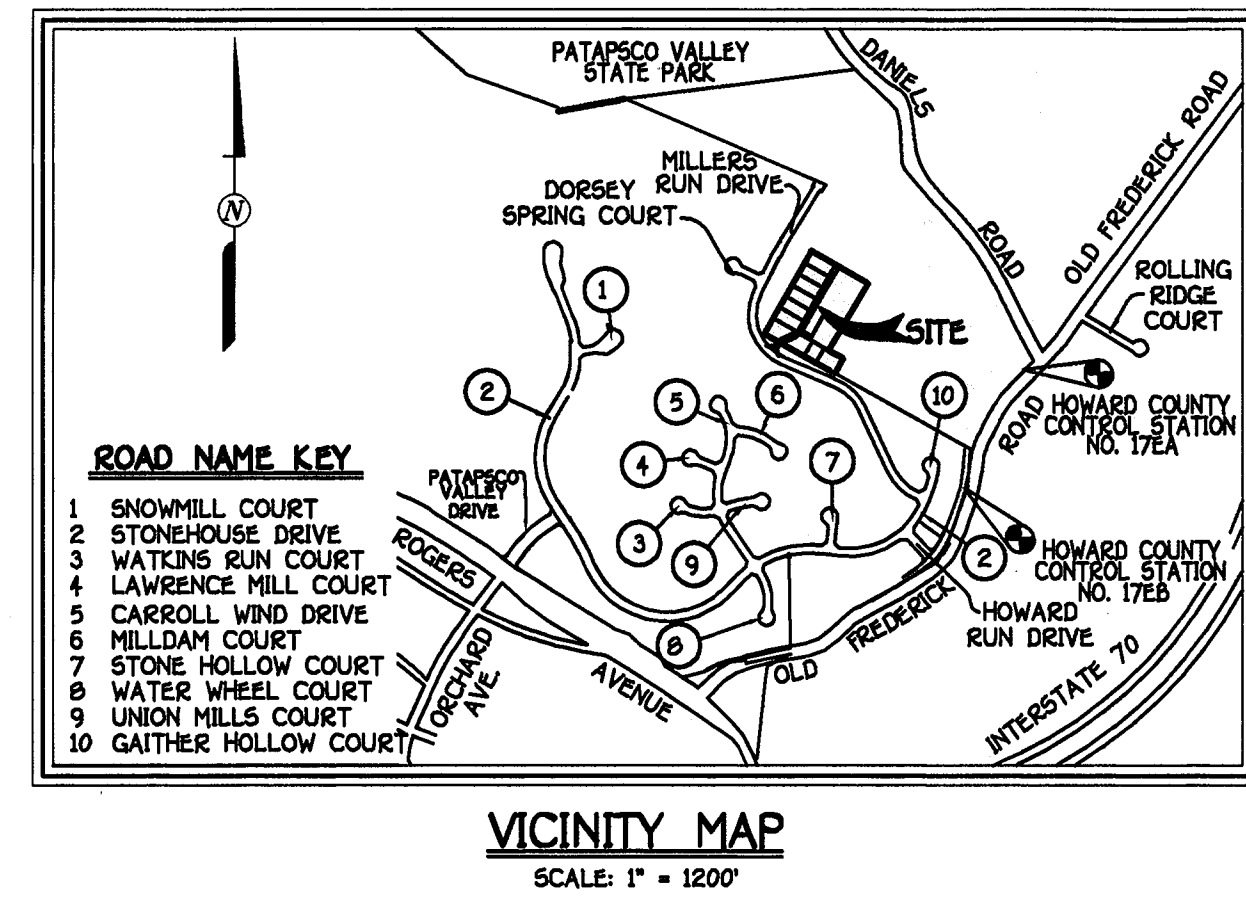 PATAPSCO VALLEY
STATE PARK
DANIELS
ROAD
OLD FREDERICK ROAD
MILLERS
RUN DRIVE
DORSEY
SPRING COURT
N
ROLLING
RIDGE
COURT
SITE
1
2
5
6
10
4
7
3
9
2
8
HOWARD COUNTY
CONTROL STATION
NO. 17EA
ROAD
HOWARD COUNTY
CONTROL STATION
NO. 17EB
HOWARD
RUN DRIVE
FREDERICK
OLD
INTERSTATE 70
PATAPSCO
VALLEY
DRIVE
ROGERS
AVENUE
ORCHARD
AVE.
ROAD NAME KEY
1 SNOWMILL COURT
2 STONEHOUSE DRIVE
3 WATKINS RUN COURT
4 LAWRENCE MILL COURT
5 CARROLL WIND DRIVE
6 MILLDAM COURT
7 STONE HOLLOW COURT
8 WATER WHEEL COURT
9 UNION MILLS COURT
10 GAITHER HOLLOW COURT
VICINITY MAP
SCALE: 1" = 1200'